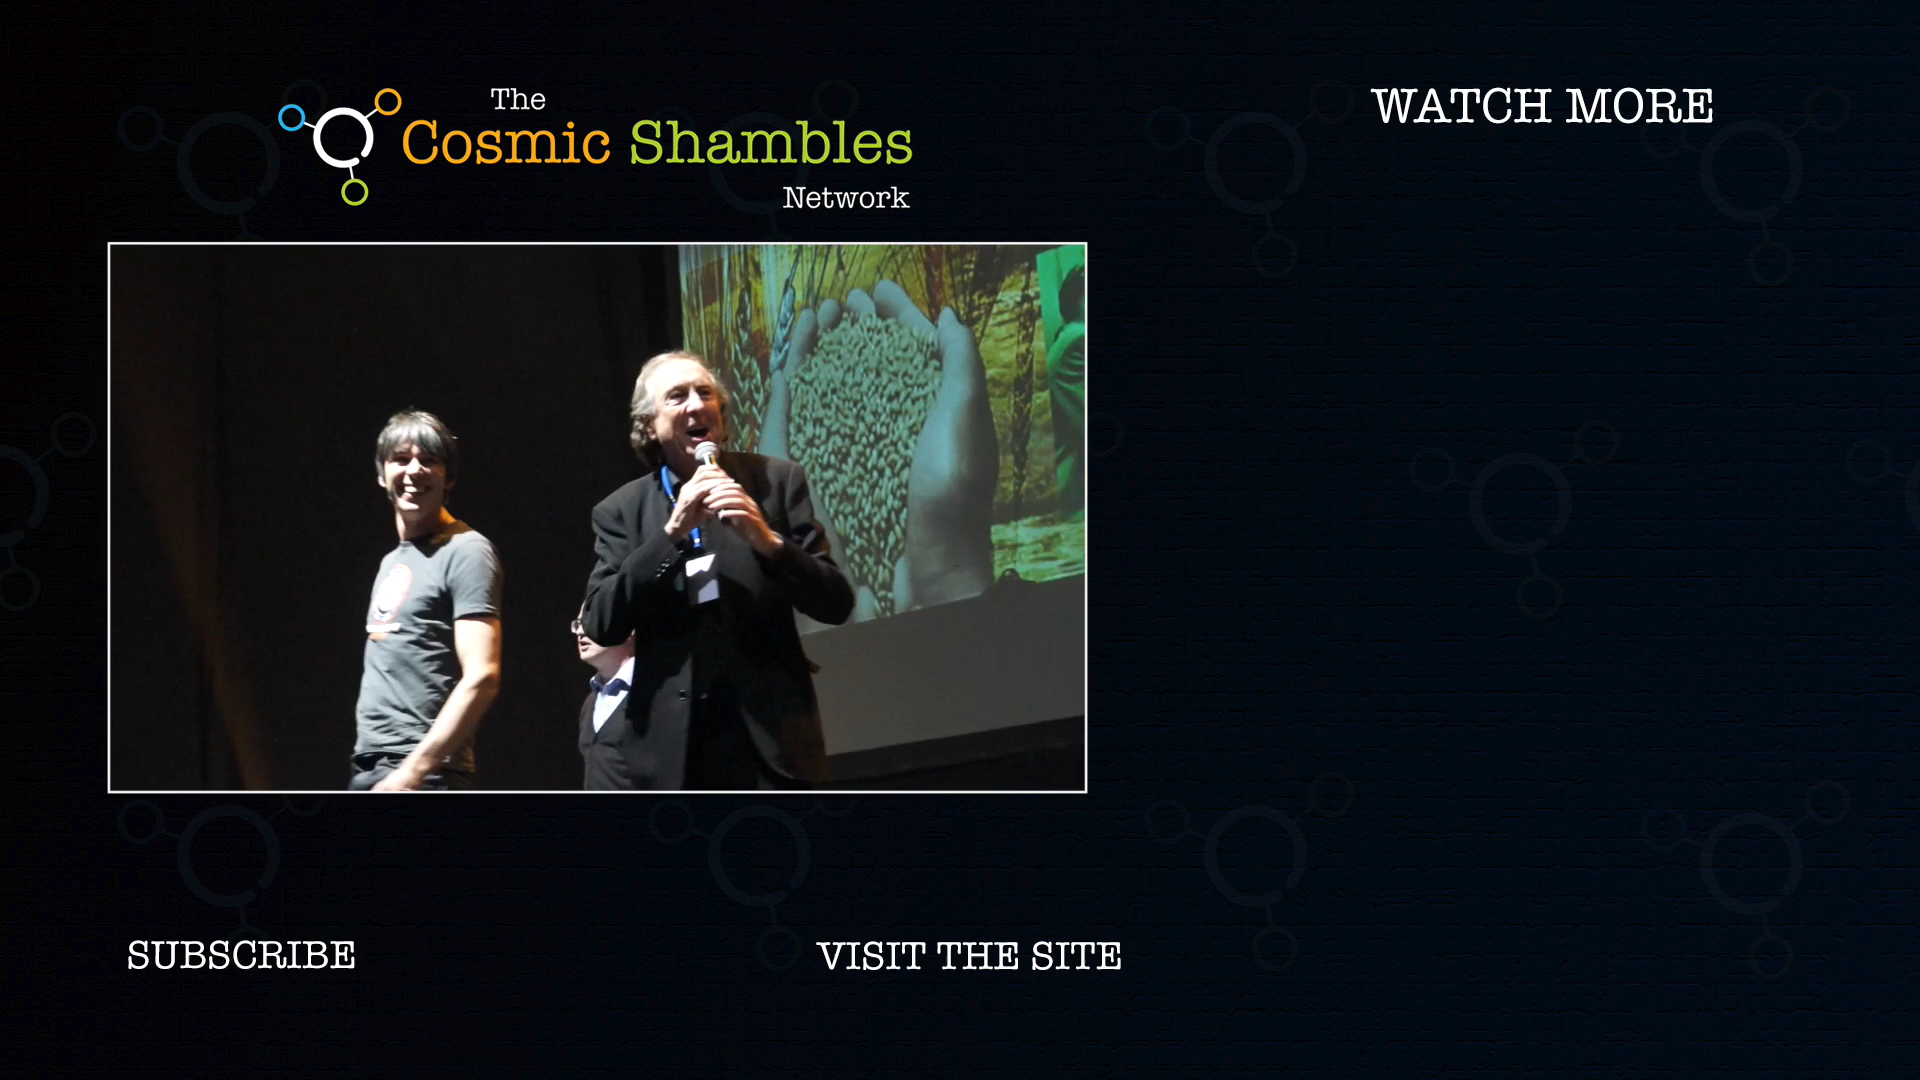 The
Cosmic Shambles
Network
WATCH MORE
SUBSCRIBE
VISIT THE SITE